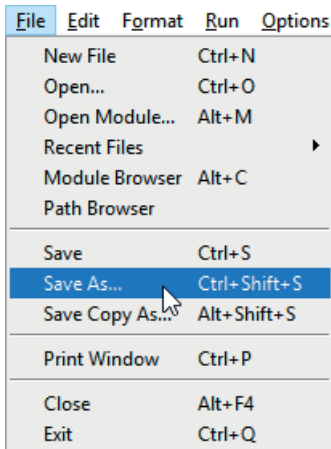 File Edit Format Run Options
New File Ctrl+N
Open... Ctrl+O
Open Module... Alt+M
Recent Files
Module Browser Alt+C
Path Browser
Save Ctrl+S
Save As... Ctrl+Shift+S
Save Copy As... Alt+Shift+S
Print Window Ctrl+P
Close Alt+F4
Exit Ctrl+Q